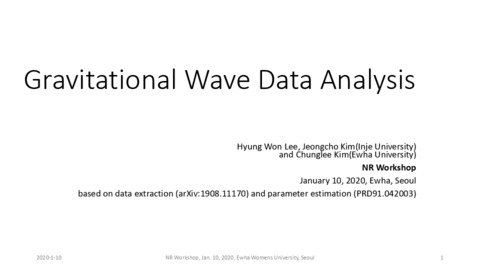 Gravitational Wave Data Analysis
Hyung Won Lee, Jeongcho Kim(Inje University)
and Chunglee Kim(Ewha University)
NR Workshop
January 10, 2020, Ewha, Seoul
based on data extraction (arXiv:1908.11170) and parameter estimation (PRD91.042003)
2020-1-10 NR Workshop, Jan. 10, 2020, Ewha Womens University, Seoul 1